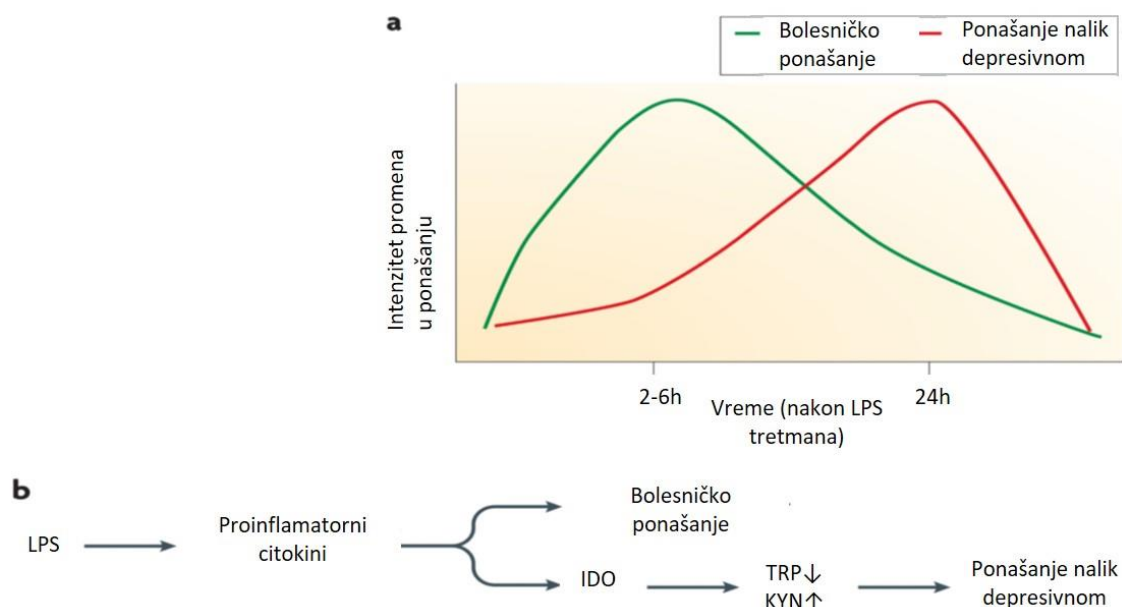 a
Bolesničko
ponašanje
Ponašanje nalik
depresivnom
Intenzitet promena
u ponašanju
2-6h
24h
Vreme (nakon LPS
tretmana)
b
LPS
Proinflamatorni
citokini
Bolesničko
ponašanje
IDO
TRP↓
KYN↑
Ponašanje nalik
depresivnom